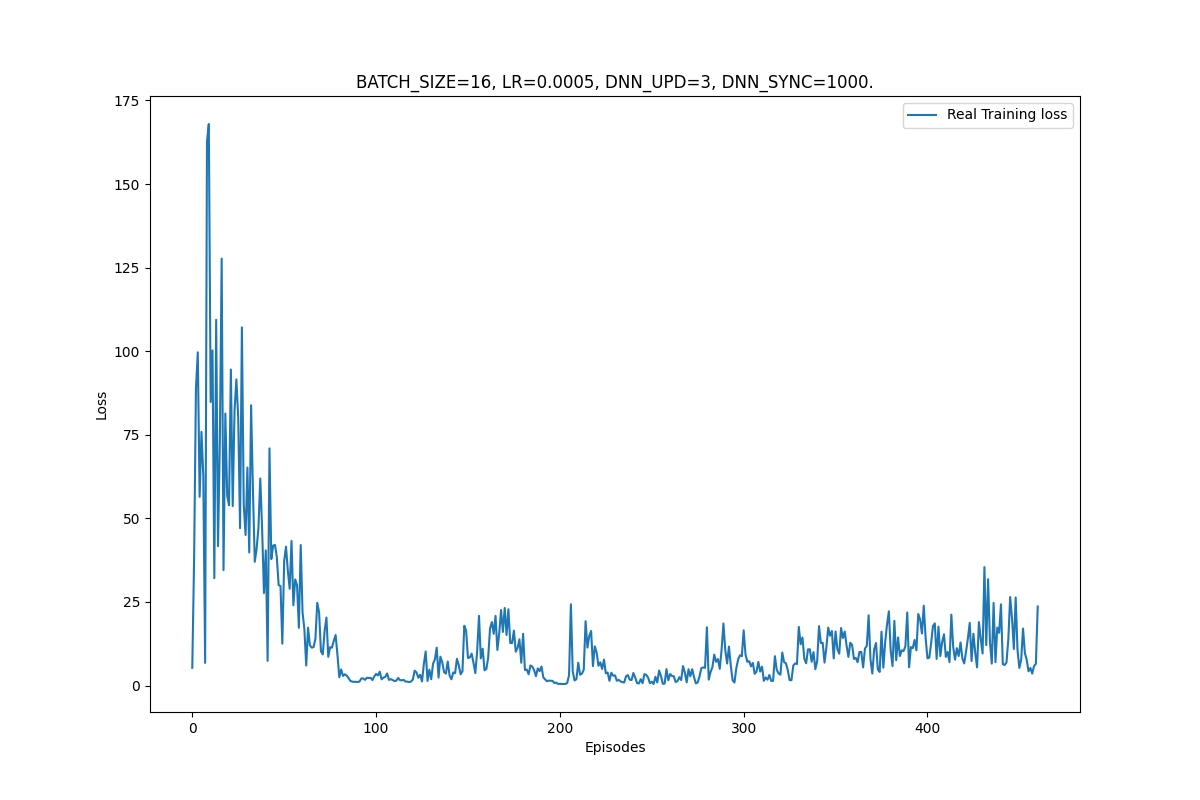 BATCH_SIZE=16, LR=0.0005, DNN_UPD=3, DNN_SYNC=1000.
Real Training loss
175
150
125
100
75
50
25
0
Loss
0 100 200 300 400
Episodes